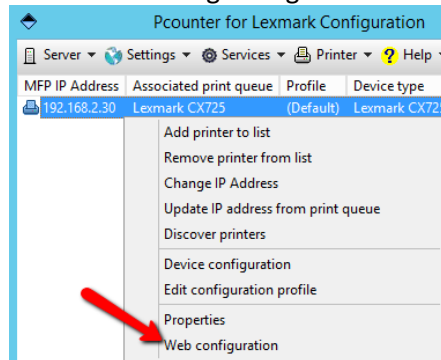 Pcounter for Lexmark Configuration
Server Settings Services Printer ? Help
MFP IP Address Associated print queue Profile Device type
192.168.2.30 Lexmark CX725 (Default) Lexmark CX725
Add printer to list
Remove printer from list
Change IP Address
Update IP address from print queue
Discover printers
Device configuration
Edit configuration profile
Properties
Web configuration